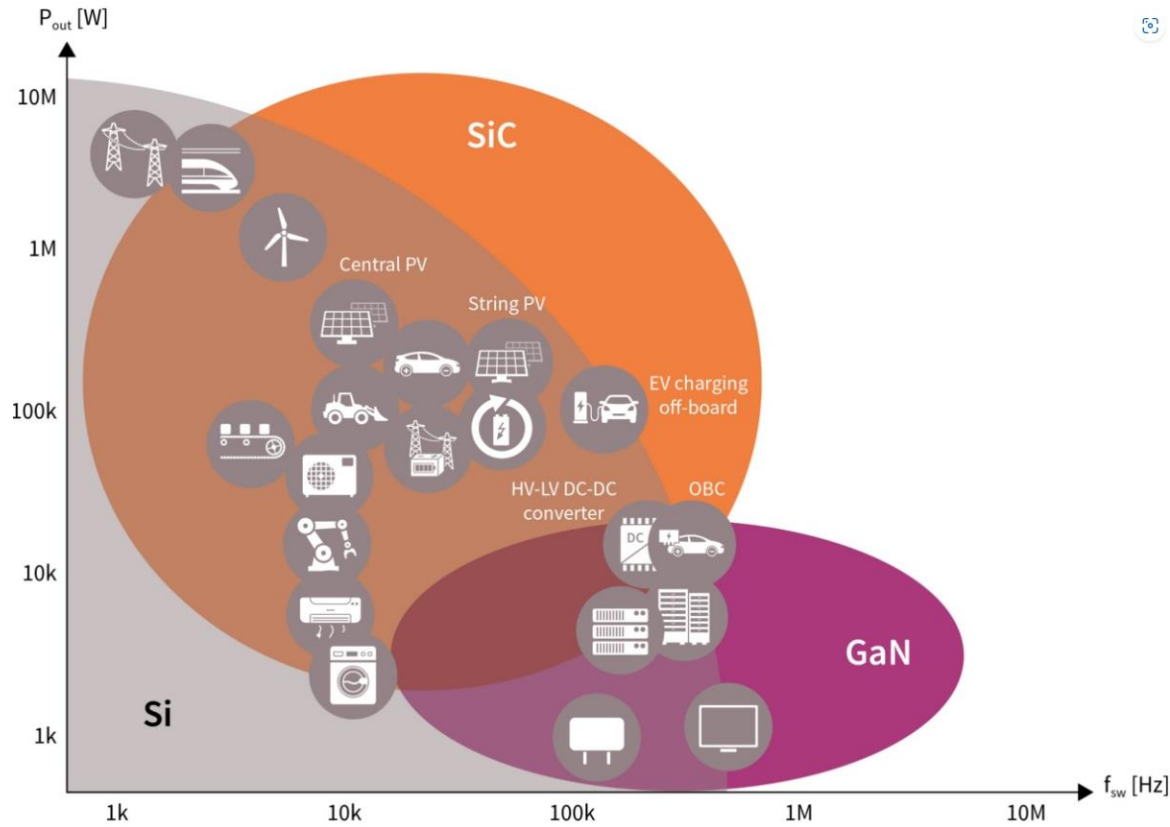 P_out [W]
10M
SiC
1M
Central PV
String PV
EV charging
off-board
100k
HV-LV DC-DC
converter
OBC
DC
10k
GaN
Si
1k
f_sw [Hz]
1k
10k
100k
1M
10M